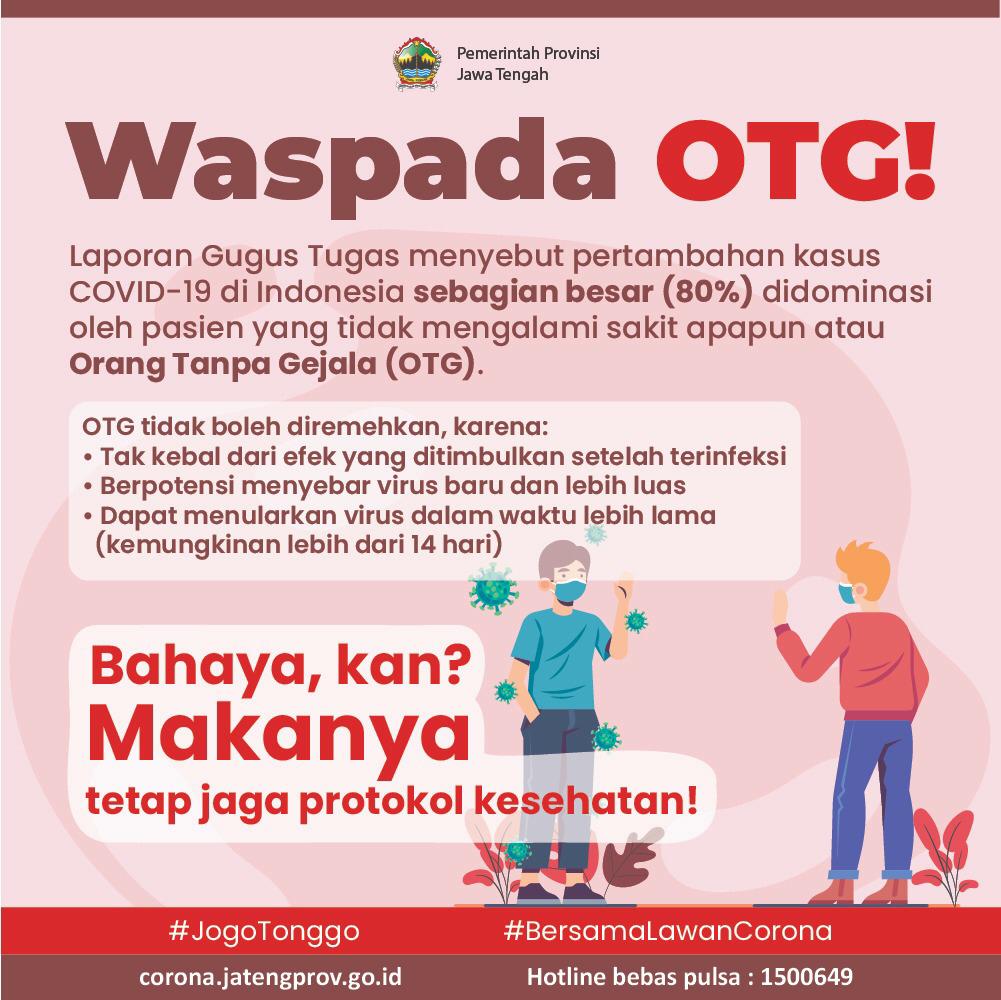 Pemerintah Provinsi
Jawa Tengah
Waspada OTG!
Laporan Gugus Tugas menyebut pertambahan kasus
COVID-19 di Indonesia sebagian besar (80%) didominasi
oleh pasien yang tidak mengalami sakit apapun atau
Orang Tanpa Gejala (OTG).
OTG tidak boleh diremehkan, karena:
• Tak kebal dari efek yang ditimbulkan setelah terinfeksi
• Berpotensi menyebar virus baru dan lebih luas
• Dapat menularkan virus dalam waktu lebih lama
(kemungkinan lebih dari 14 hari)
Bahaya, kan?
Makanya
tetap jaga protokol kesehatan!
#JogoTonggo #BersamaLawanCorona
corona.jatengprov.go.id Hotline bebas pulsa : 1500649